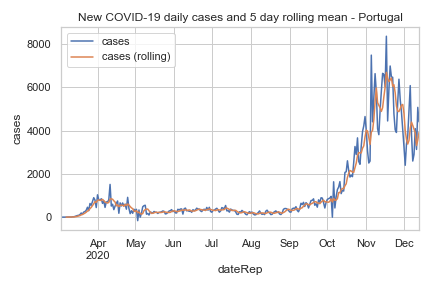 New COVID-19 daily cases and 5 day rolling mean - Portugal
cases
cases (rolling)
8000
6000
4000
2000
0
cases
Apr May Jun Jul Aug Sep Oct Nov Dec
2020
dateRep